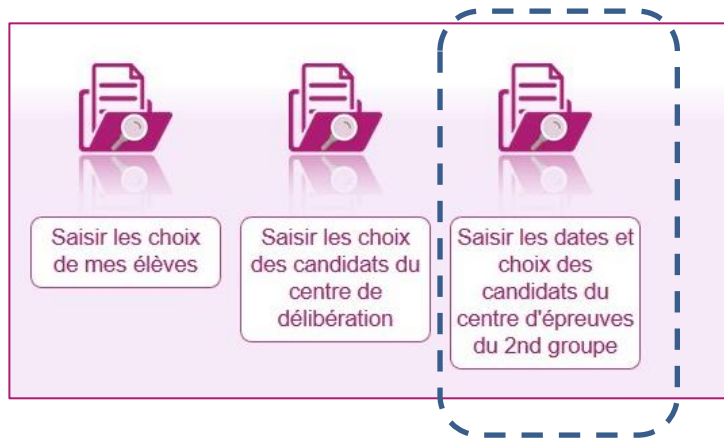 Saisir les choix
de mes élèves
Saisir les choix
des candidats du
centre de
délibération
Saisir les dates et
choix des
candidats du
centre d'épreuves
du 2nd groupe